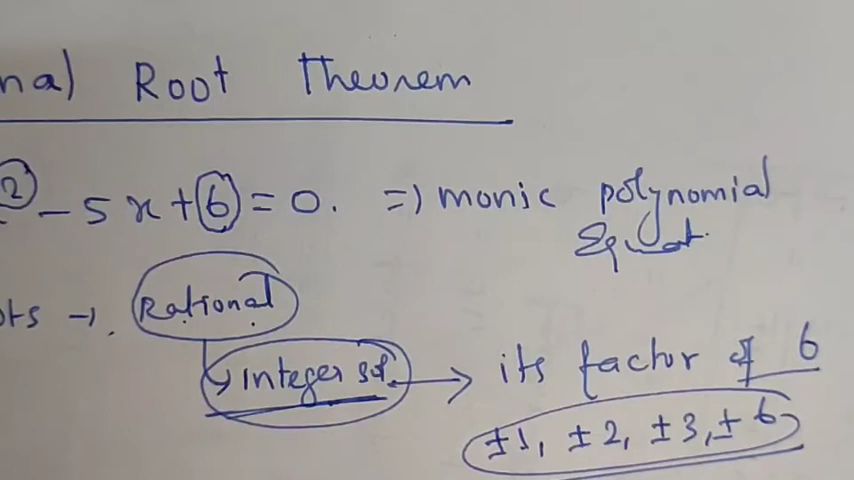 nal Root Theorem
2 - 5x + 6 = 0. => monic polynomial
Equat.
ots → Rational
↳ integer sol → its factor of 6
±1, ±2, ±3, ±6